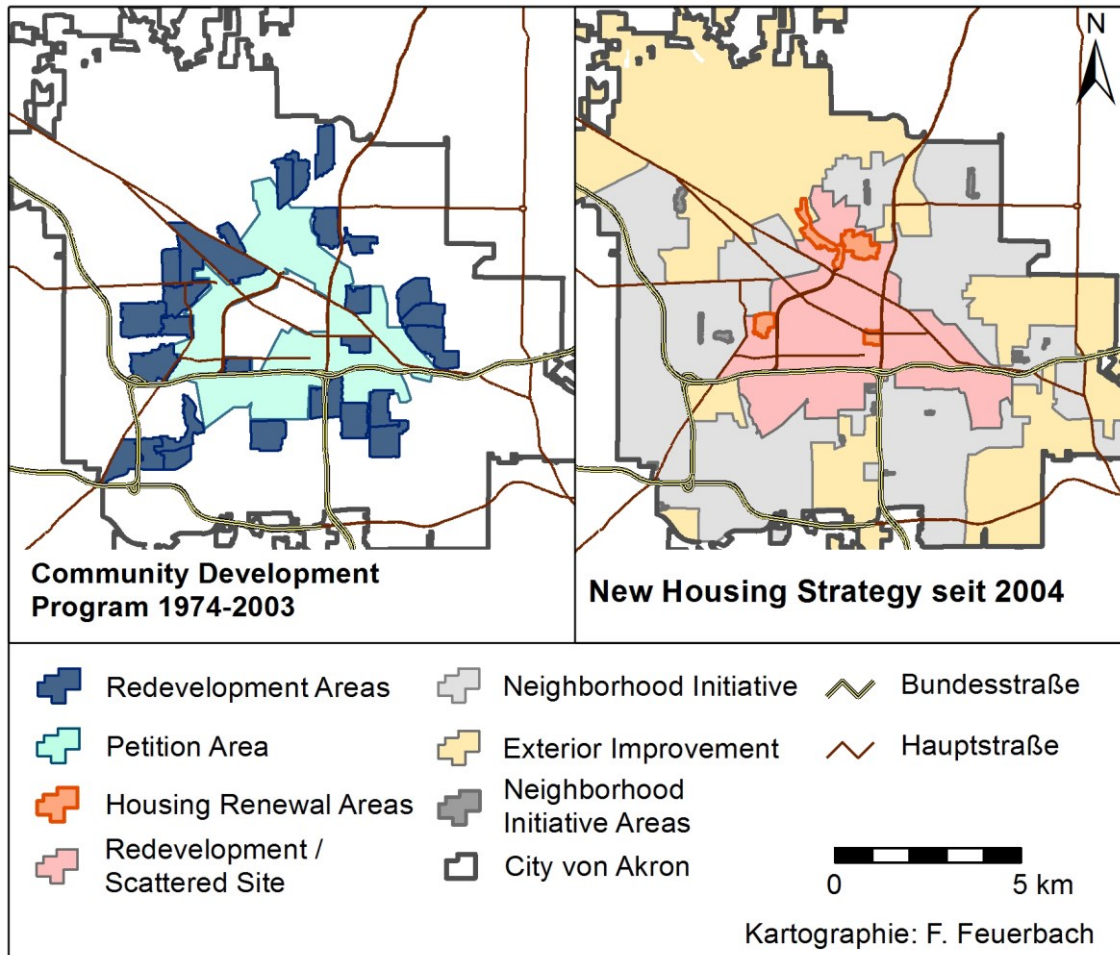 N
Community Development
Program 1974-2003
New Housing Strategy seit 2004
Redevelopment Areas
Petition Area
Housing Renewal Areas
Redevelopment /
Scattered Site
Neighborhood Initiative
Exterior Improvement
Neighborhood
Initiative Areas
City von Akron
Bundesstraße
Hauptstraße
0 5 km
Kartographie: F. Feuerbach